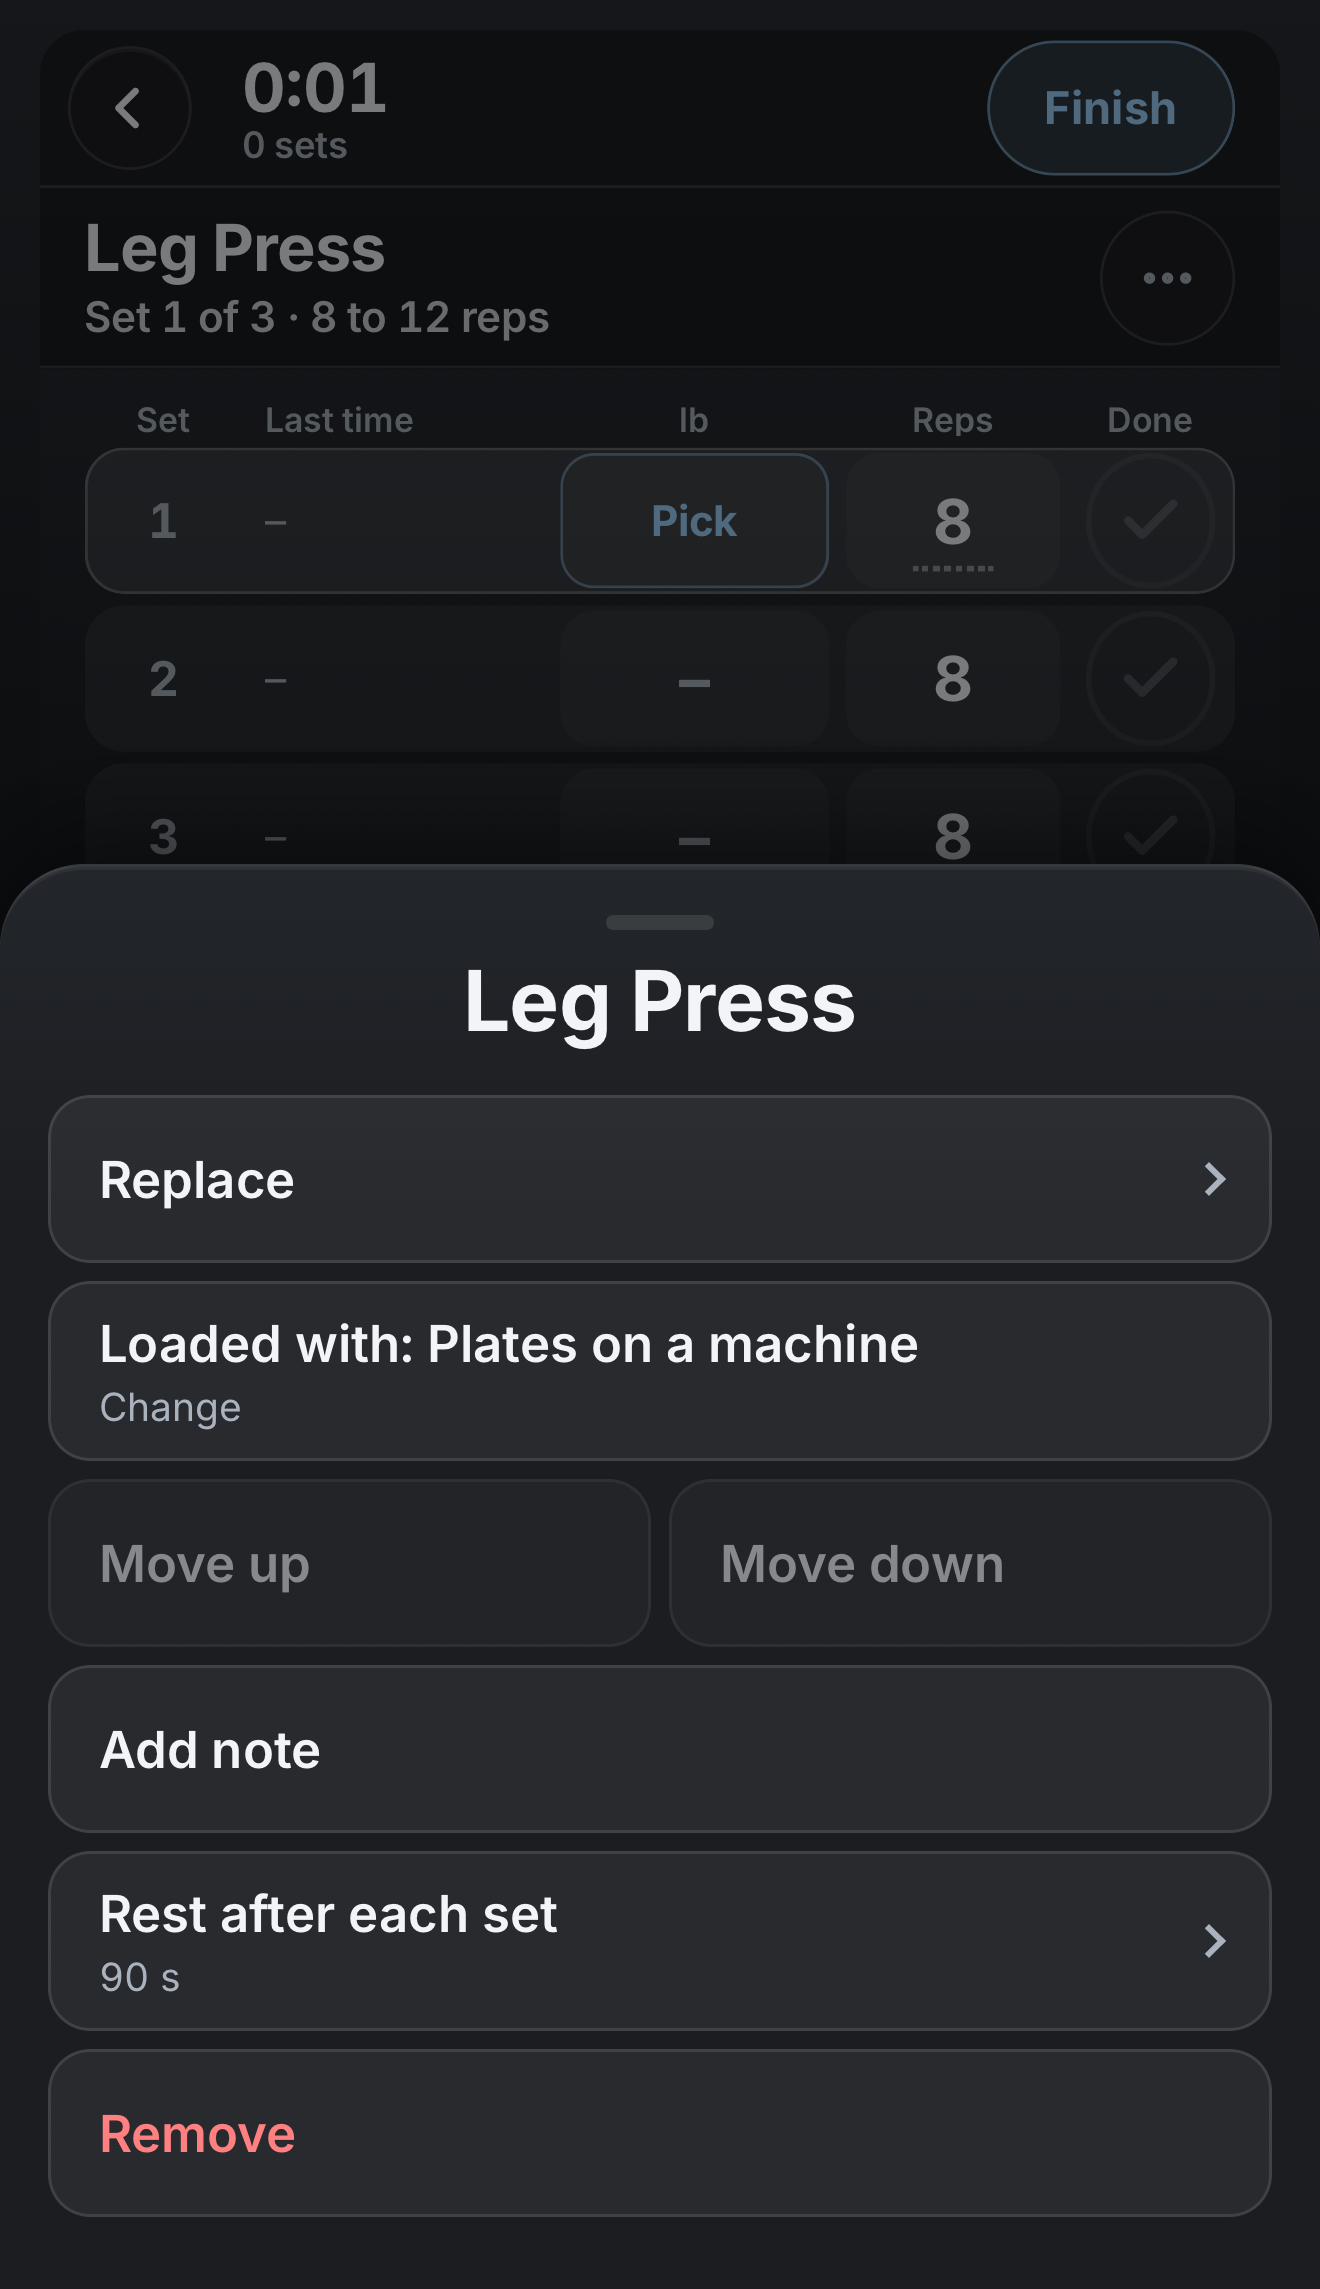 0:01
0 sets
Finish
Leg Press
Set 1 of 3 · 8 to 12 reps
Set Last time lb Reps Done
1 – Pick 8
2 – – 8
3 – – 8
Leg Press
Replace
Loaded with: Plates on a machine
Change
Move up Move down
Add note
Rest after each set
90 s
Remove